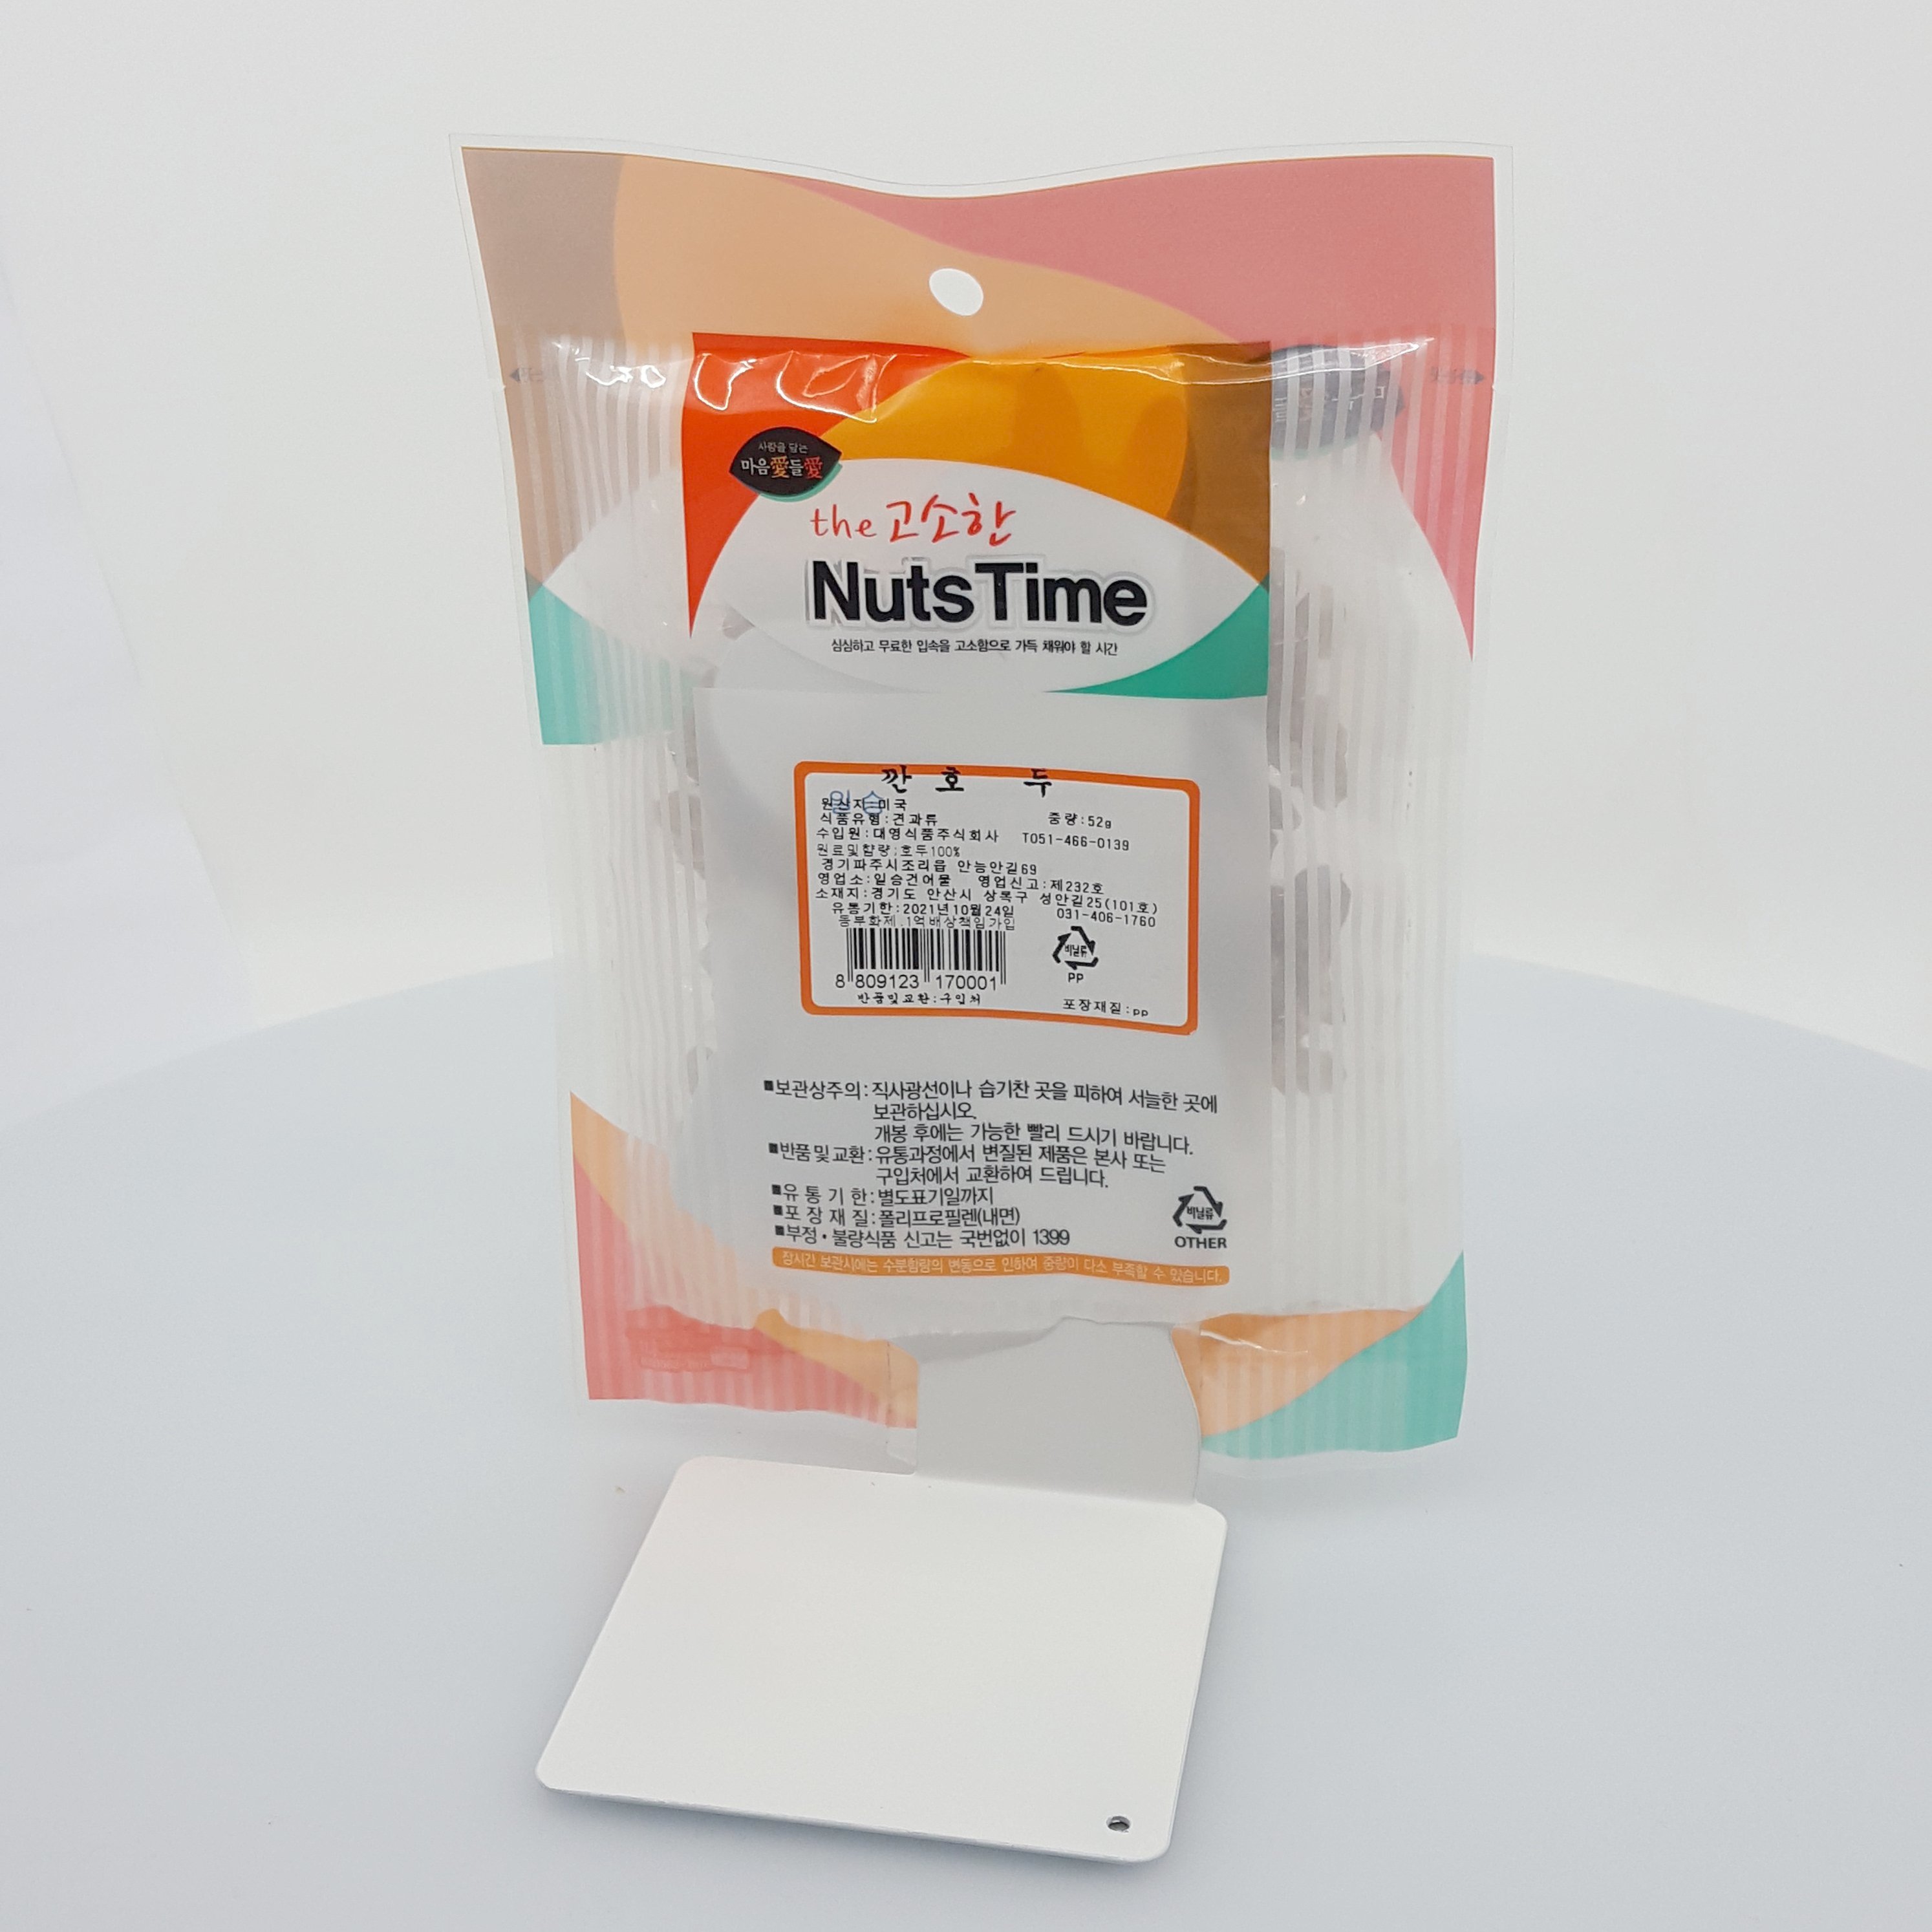 사랑을 담는
마음愛들愛
the 고소한
Nuts Time
심심하고 무료한 입속을 고소함으로 가득 채워야 할 시간
깐 호 두
일승
원산지 미국
식품유형:견과류 중량:52g
수입원:대영식품주식회사 T051-466-0139
원료및햠량:호두100%
경기파주시조리읍 안능안길69
영업소:일승건어물 영업신고:제232호
소재지:경기도 안산시 상록구 성안길25(101호)
유통기한:2021년10월24일 031-406-1760
동부화제.1억배상책임가입
비닐류
PP
8 809123 170001
반품및교환:구입처 포장재질:pp
■보관상주의:직사광선이나 습기찬 곳을 피하여 서늘한 곳에
보관하십시오.
개봉 후에는 가능한 빨리 드시기 바랍니다.
■반품및교환:유통과정에서 변질된 제품은 본사 또는
구입처에서 교환하여 드립니다.
■유 통 기 한:별도표기일까지
■포 장 재 질:폴리프로필렌(내면)
■부정·불량식품 신고는 국번없이 1399
비닐류
OTHER
장시간 보관시에는 수분함량의 변동으로 인하여 중량이 다소 부족할 수 있습니다.